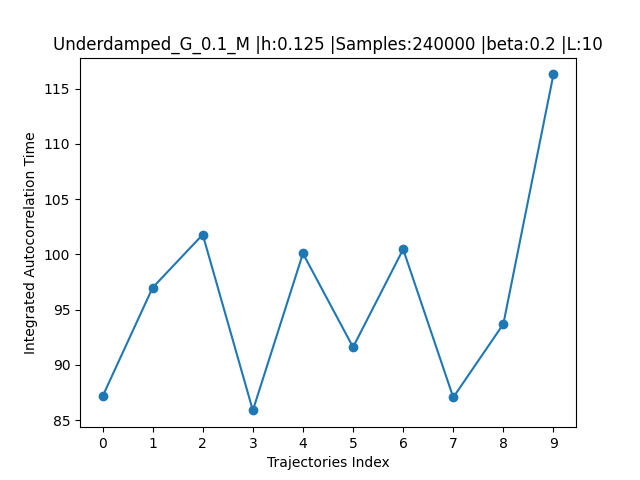 Underdamped_G_0.1_M |h:0.125 |Samples:240000 |beta:0.2 |L:10
115
110
105
100
95
90
85
Integrated Autocorrelation Time
0 1 2 3 4 5 6 7 8 9
Trajectories Index